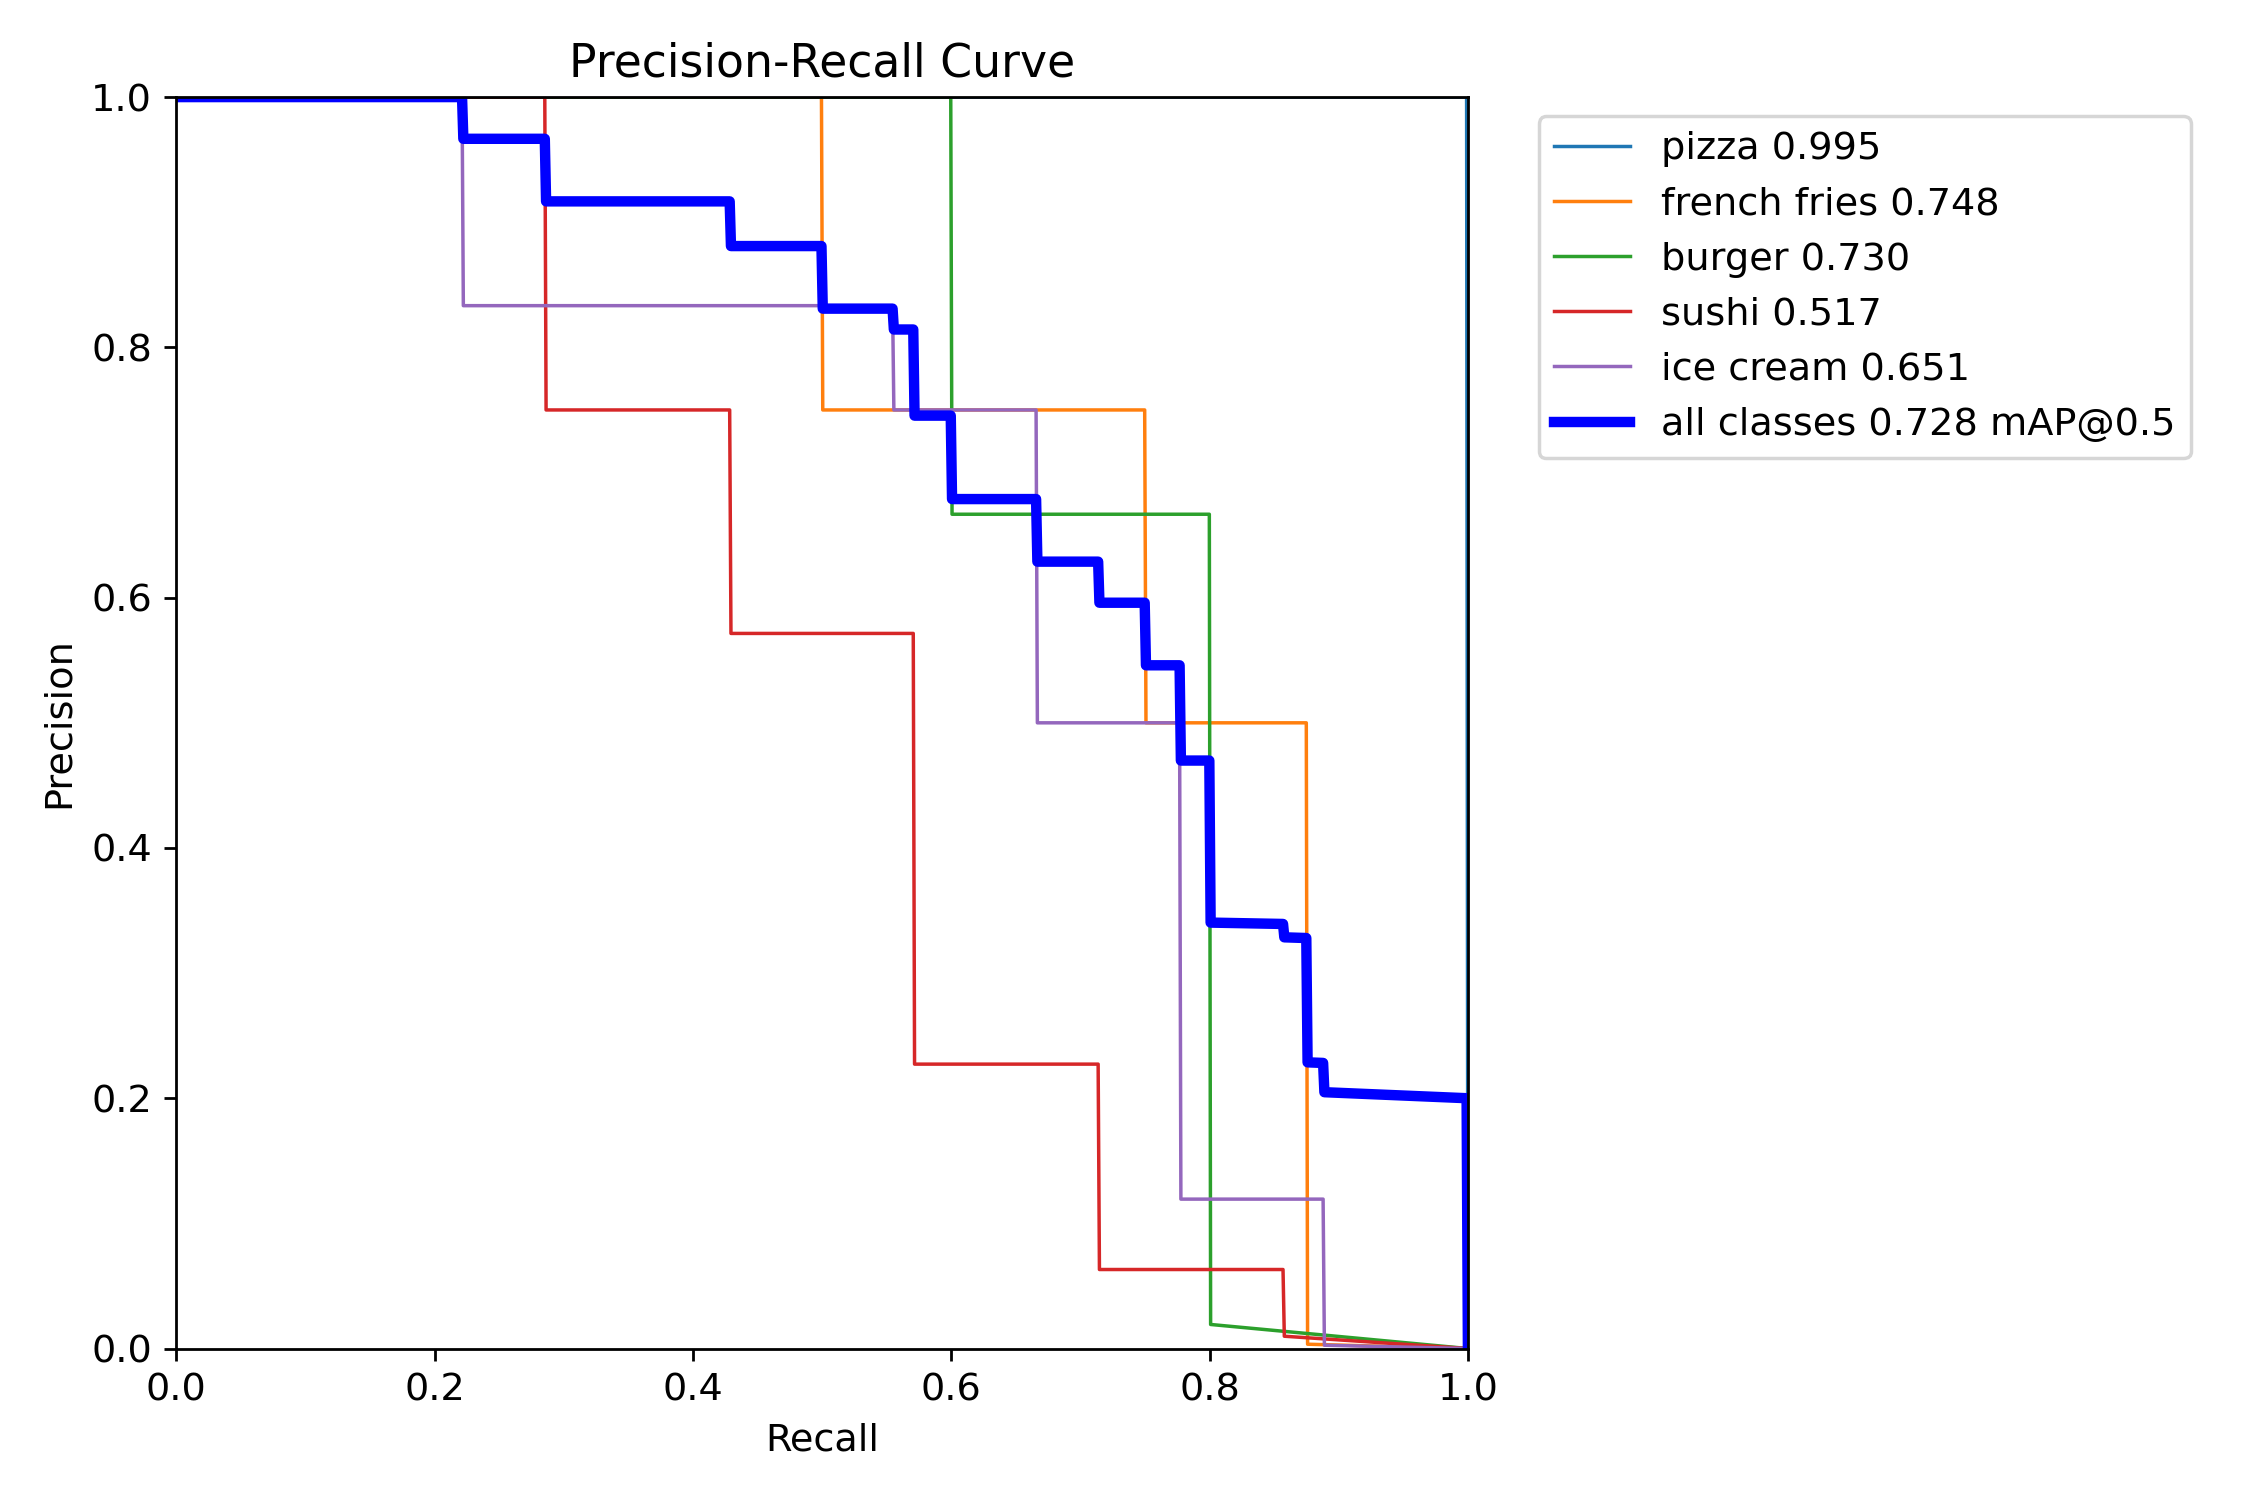 Precision-Recall Curve
1.0
0.8
0.6
0.4
0.2
0.0
Precision
0.0 0.2 0.4 0.6 0.8 1.0
Recall
pizza 0.995
french fries 0.748
burger 0.730
sushi 0.517
ice cream 0.651
all classes 0.728 mAP@0.5